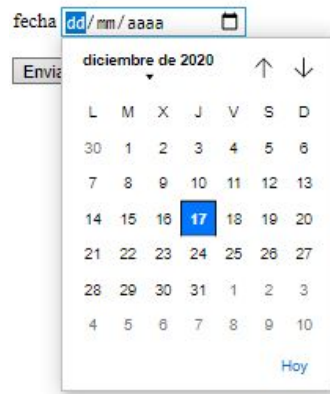 fecha dd/mm/aaaa
Envia
diciembre de 2020
L M X J V S D
30 1 2 3 4 5 6
7 8 9 10 11 12 13
14 15 16 17 18 19 20
21 22 23 24 25 26 27
28 29 30 31 1 2 3
4 5 6 7 8 9 10
Hoy